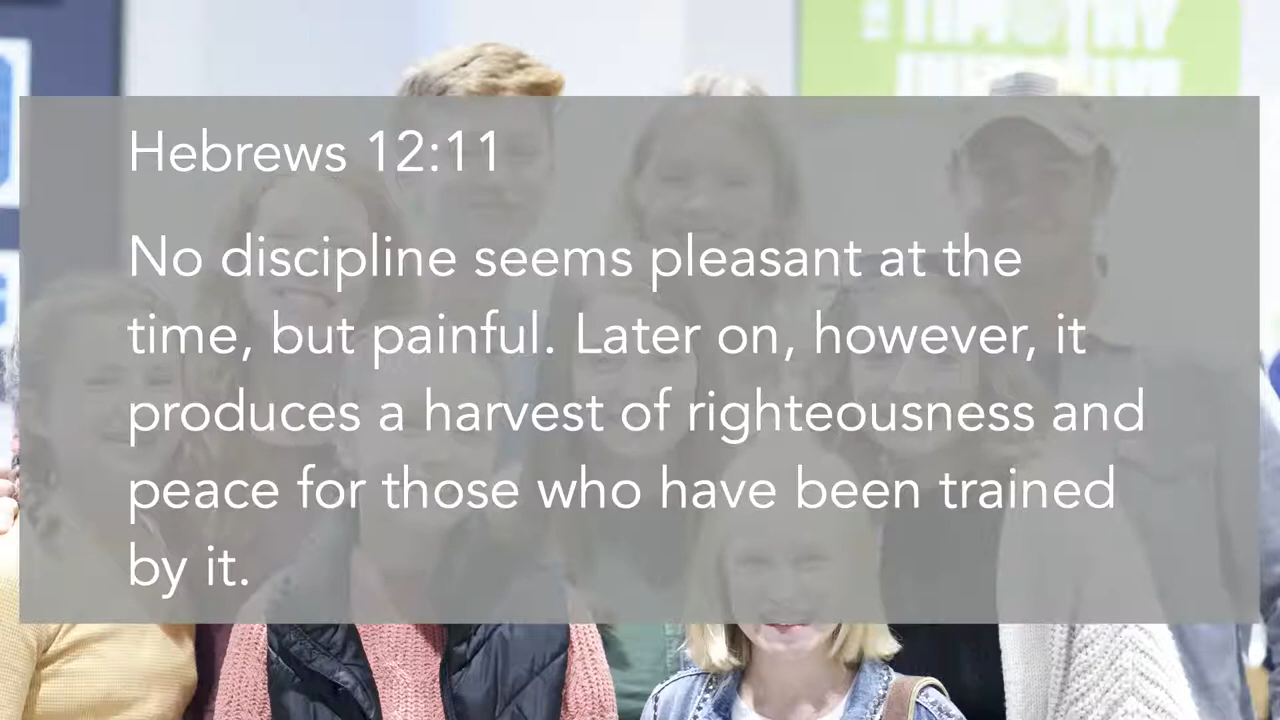 Hebrews 12:11
No discipline seems pleasant at the
time, but painful. Later on, however, it
produces a harvest of righteousness and
peace for those who have been trained
by it.